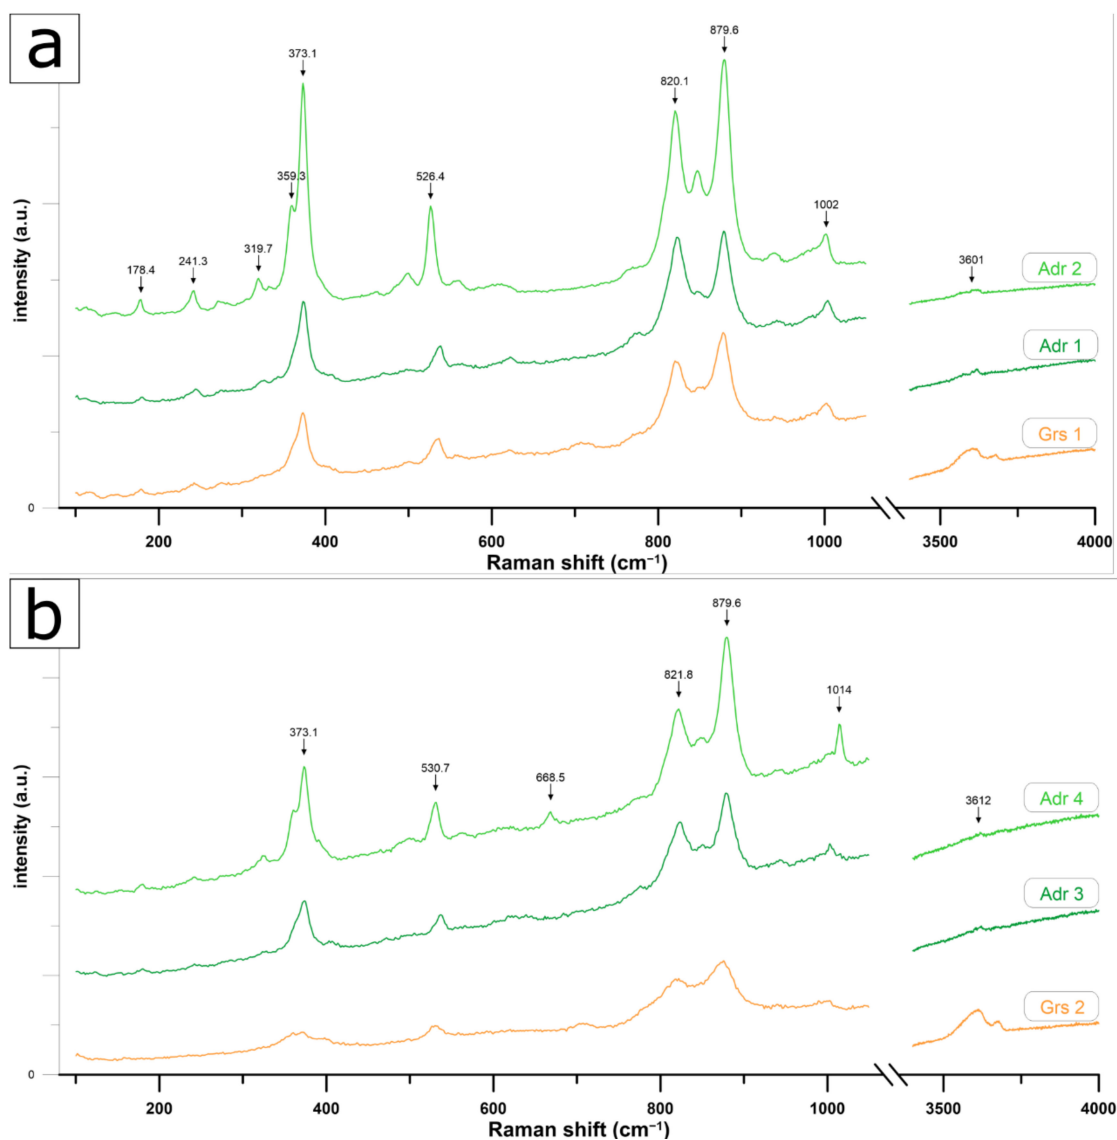 a
879.6
373.1
820.1
359.3
526.4
1002
319.7
178.4
241.3
3601
Adr 2
Adr 1
Grs 1
intensity (a.u.)
0
200 400 600 800 1000 3500 4000
Raman shift (cm⁻¹)
b
879.6
821.8
1014
373.1
530.7
668.5
3612
Adr 4
Adr 3
Grs 2
intensity (a.u.)
0
200 400 600 800 1000 3500 4000
Raman shift (cm⁻¹)